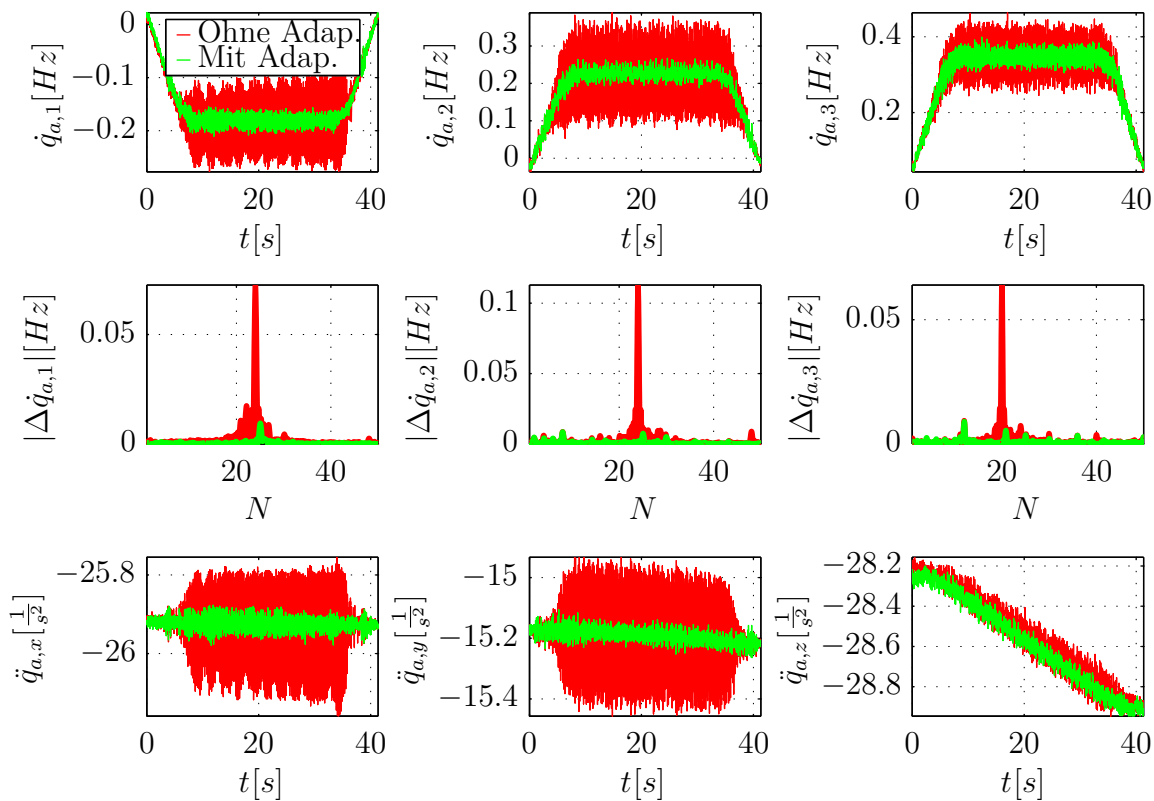 q̇a,1[Hz]
0
−0.1
−0.2
Ohne Adap.
Mit Adap.
0 20 40
t[s]
q̇a,2[Hz]
0.3
0.2
0.1
0
0 20 40
t[s]
q̇a,3[Hz]
0.4
0.2
0 20 40
t[s]
|Δq̇a,1|[Hz]
0.05
0
20 40
N
|Δq̇a,2|[Hz]
0.1
0.05
0
20 40
N
|Δq̇a,3|[Hz]
0.05
0
20 40
N
q̈a,x[1/s2]
−25.8
−26
0 20 40
t[s]
q̈a,y[1/s2]
−15
−15.2
−15.4
0 20 40
t[s]
q̈a,z[1/s2]
−28.2
−28.4
−28.6
−28.8
0 20 40
t[s]